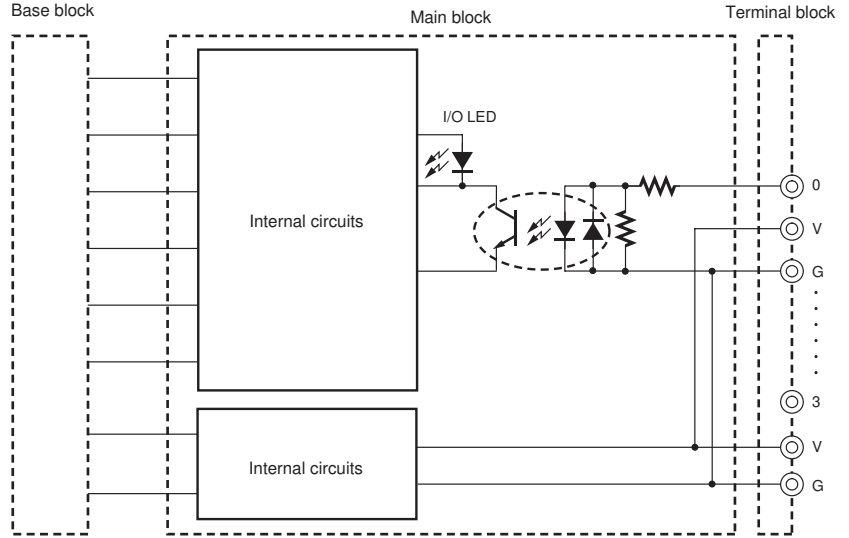 Base block
Main block
Terminal block
I/O LED
Internal circuits
0
V
G
3
Internal circuits
V
G